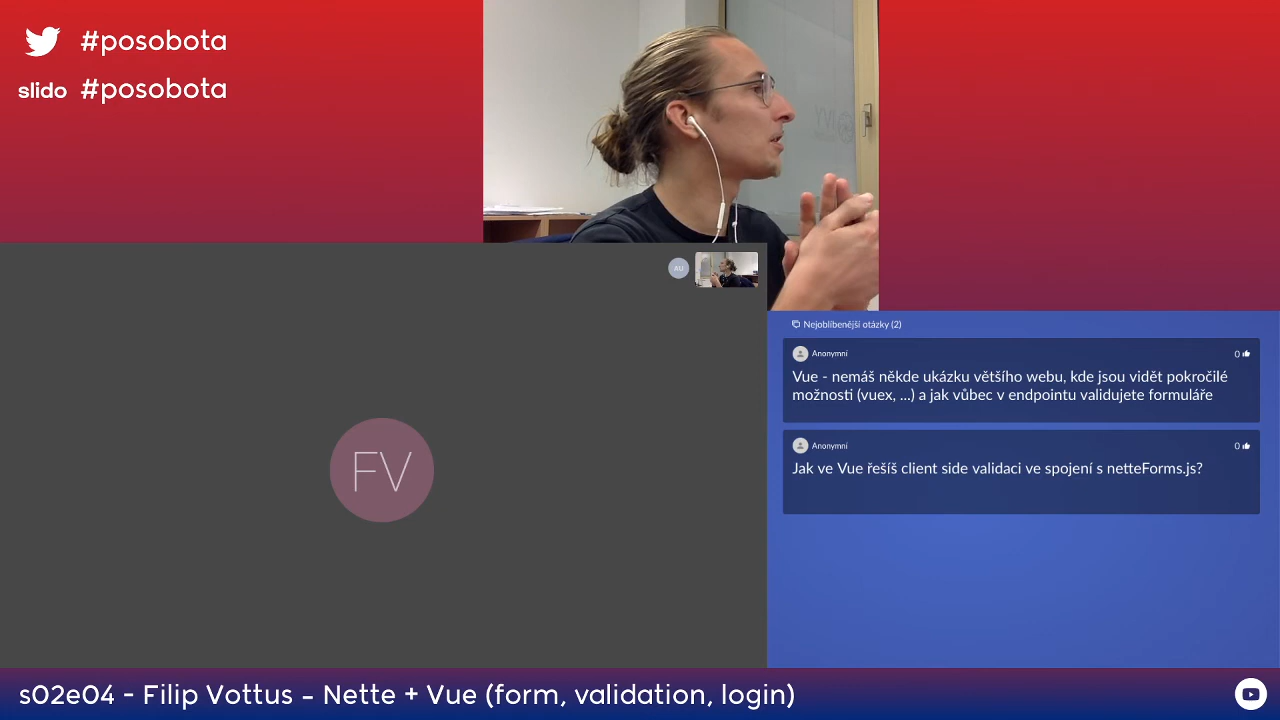 #posobota
slido #posobota
AU
FV
Nejoblíbenější otázky (2)
Anonymní
0
Vue - nemáš někde ukázku většího webu, kde jsou vidět pokročilé
možnosti (vuex, ...) a jak vůbec v endpointu validujete formuláře
Anonymní
0
Jak ve Vue řešíš client side validaci ve spojení s netteForms.js?
s02e04 - Filip Vottus - Nette + Vue (form, validation, login)